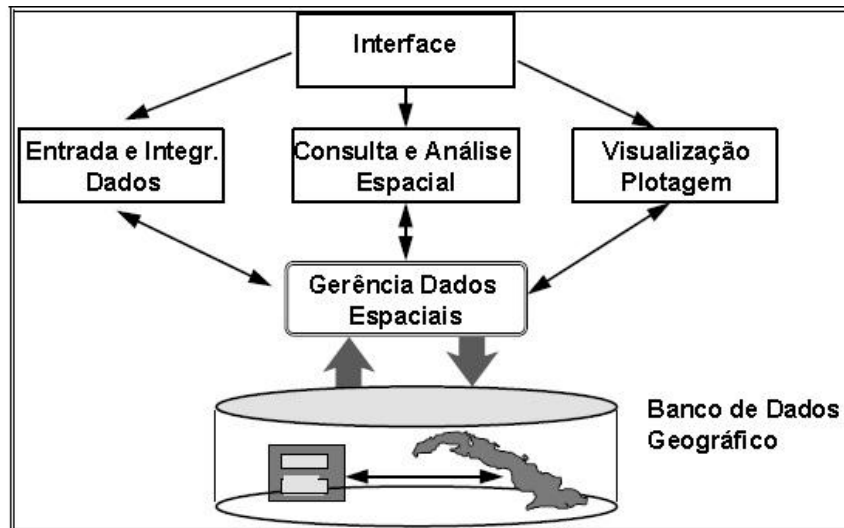 Interface
Entrada e Integr.
Dados
Consulta e Análise
Espacial
Visualização
Plotagem
Gerência Dados
Espaciais
Banco de Dados
Geográfico